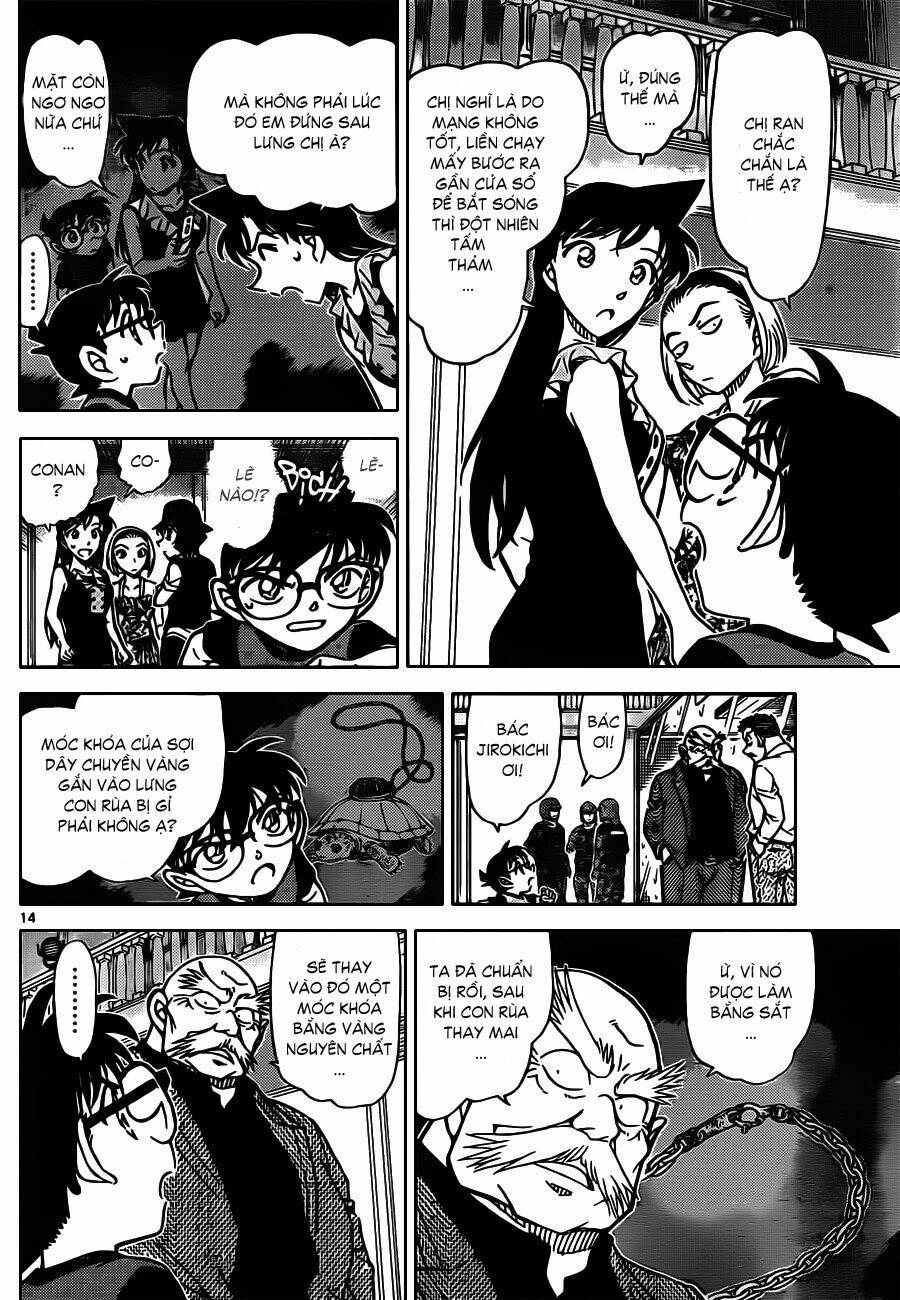 CHỊ RAN
CHẮC
CHẮN LÀ
THẾ Ạ?
Ừ, ĐÚNG
THẾ MÀ
...
CHỊ NGHĨ LÀ DO
MẠNG KHÔNG
TỐT, LIỀN CHẠY
MẤY BƯỚC RA
GẦN CỬA SỔ
ĐỂ BẮT SÓNG
THÌ ĐỘT NHIÊN
TẤM
THẢM
...
MÀ KHÔNG PHẢI LÚC
ĐÓ EM ĐỨNG SAU
LƯNG CHỊ À?
MẶT CÒN
NGƠ NGƠ
NỮA CHỨ
...
........
LẼ-
LẼ
NÀO!?
BỊCH
CO-
CONAN
?
BÁC
ƠI!
BÁC
JIROKICHI
ƠI!
MÓC KHÓA CỦA SỢI
DÂY CHUYỀN VÀNG
GẮN VÀO LƯNG
CON RÙA BỊ GỈ
PHẢI KHÔNG Ạ?
14
Ừ, VÌ NÓ
ĐƯỢC LÀM
BẰNG SẮT
...
TA ĐÃ CHUẨN
BỊ RỒI, SAU
KHI CON RÙA
THAY MAI
...
SẼ THAY
VÀO ĐÓ MỘT
MÓC KHÓA
BẰNG VÀNG
NGUYÊN CHẤT
...
........